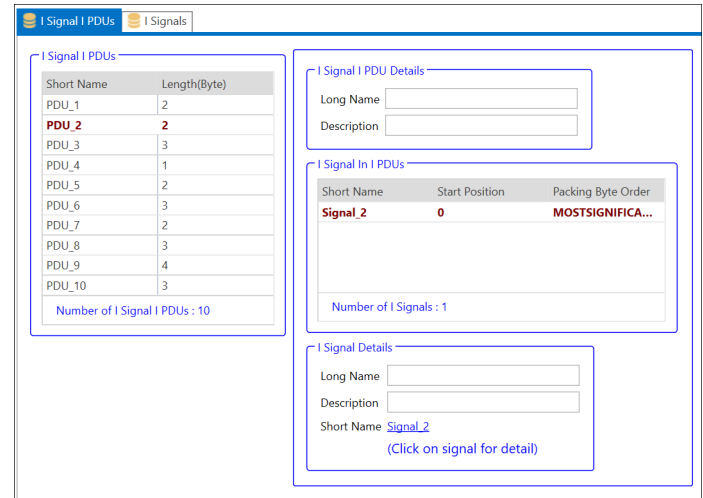 I Signal I PDUs I Signals
I Signal I PDUs
Short Name Length(Byte)
PDU_1 2
PDU_2 2
PDU_3 3
PDU_4 1
PDU_5 2
PDU_6 3
PDU_7 2
PDU_8 3
PDU_9 4
PDU_10 3
Number of I Signal I PDUs : 10
I Signal I PDU Details
Long Name
Description
I Signal In I PDUs
Short Name Start Position Packing Byte Order
Signal_2 0 MOSTSIGNIFICA...
Number of I Signals : 1
I Signal Details
Long Name
Description
Short Name Signal_2
(Click on signal for detail)